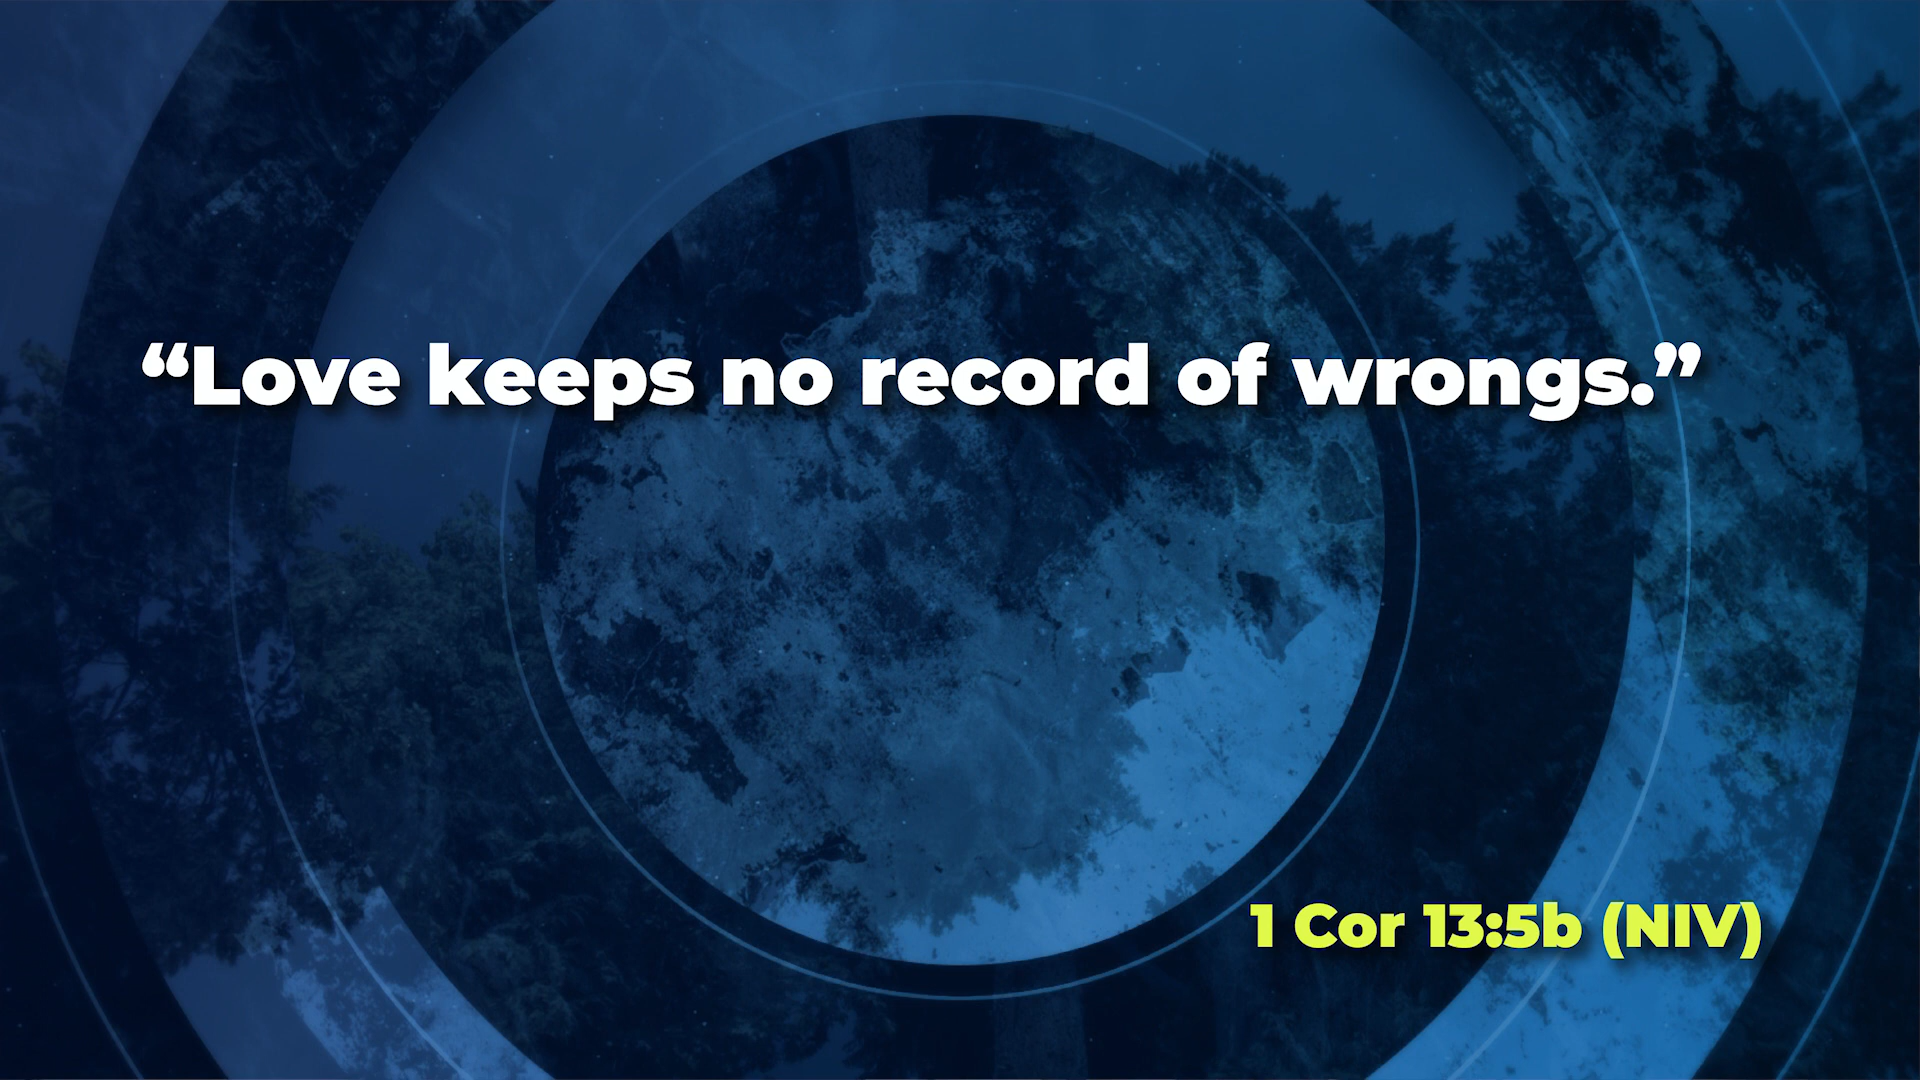 “Love keeps no record of wrongs.”
1 Cor 13:5b (NIV)